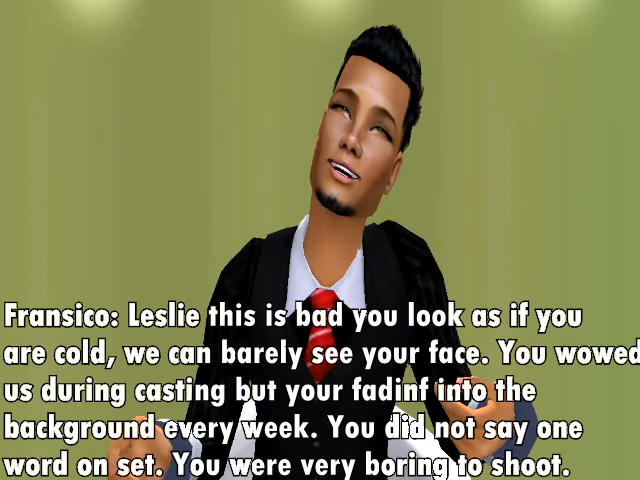 Fransico: Leslie this is bad you look as if you
are cold, we can barely see your face. You wowed
us during casting but your fadinf into the
background every week. You did not say one
word on set. You were very boring to shoot.